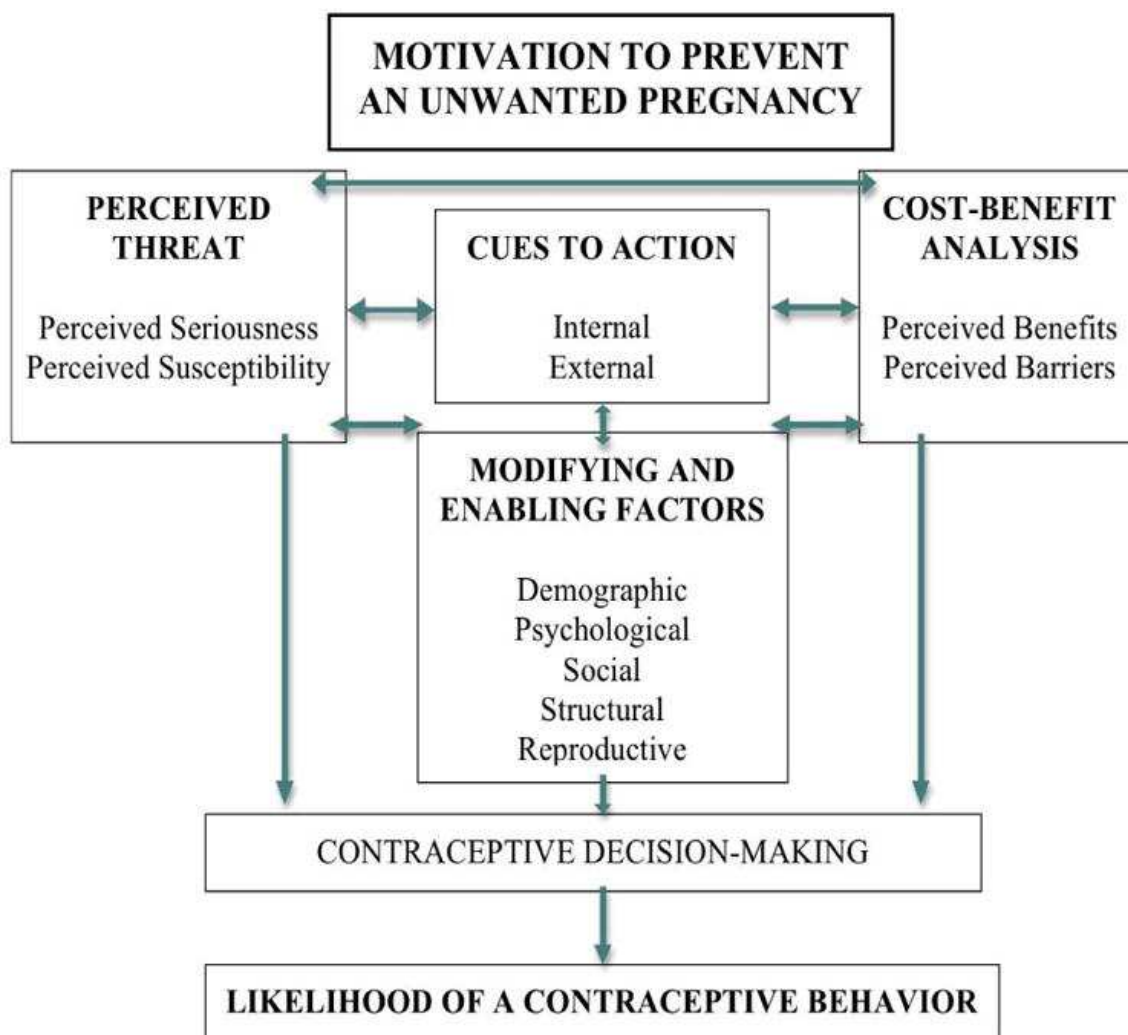 MOTIVATION TO PREVENT
AN UNWANTED PREGNANCY
PERCEIVED
THREAT
Perceived Seriousness
Perceived Susceptibility
CUES TO ACTION
Internal
External
COST-BENEFIT
ANALYSIS
Perceived Benefits
Perceived Barriers
MODIFYING AND
ENABLING FACTORS
Demographic
Psychological
Social
Structural
Reproductive
CONTRACEPTIVE DECISION-MAKING
LIKELIHOOD OF A CONTRACEPTIVE BEHAVIOR